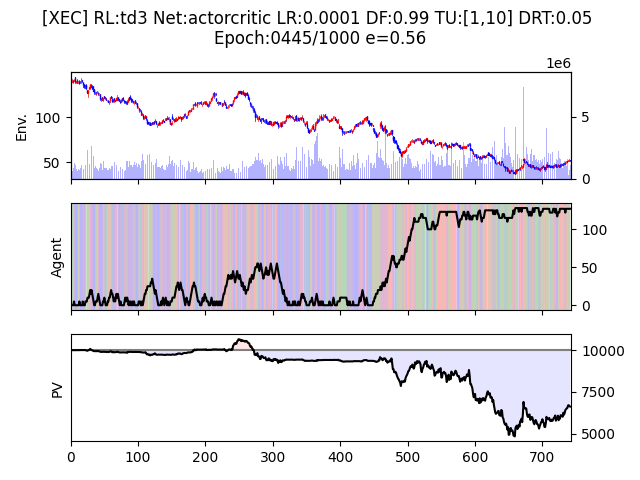 [XEC] RL:td3 Net:actorcritic LR:0.0001 DF:0.99 TU:[1,10] DRT:0.05
Epoch:0445/1000 e=0.56
1e6
Env.
100
50
5
0
Agent
100
50
0
PV
10000
7500
5000
0 100 200 300 400 500 600 700